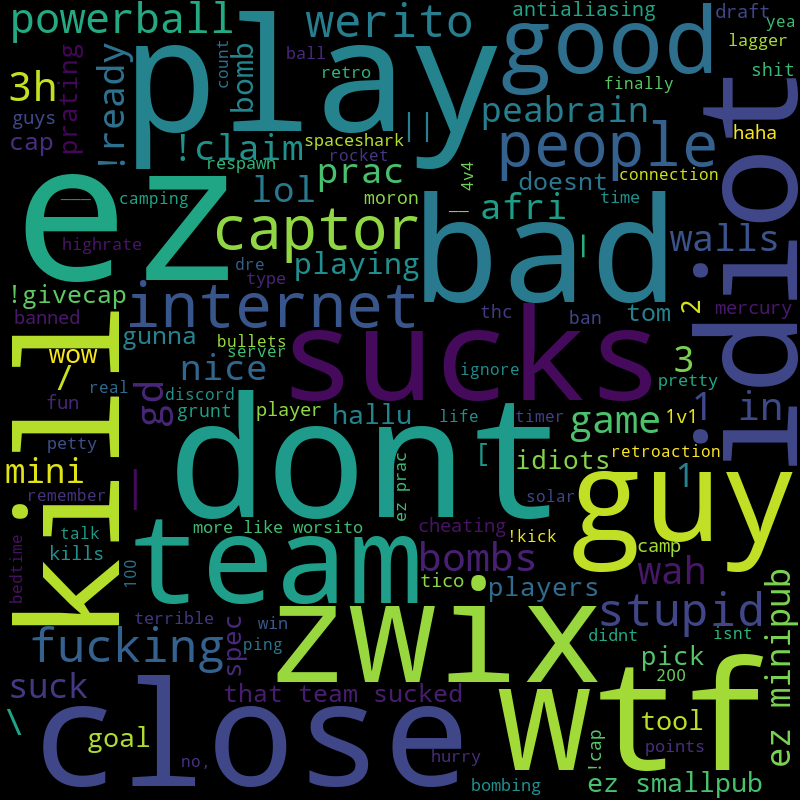 powerball
werito
antialiasing
draft
yea
lagger
shit
play
good
ball
retro
count
bomb
!ready
prating
3h
guys
cap
finally
peabrain
||
people
haha
idiot
!claim
spaceshark
rocket
respawn
prac
4v4
connection
doesnt
time
ez
___
camping
lol
moron
__
afri
|
walls
captor
bad
highrate
dre
type
playing
!givecap
banned
internet
gunna
bullets
server
thc
ban
tom
2
mercury
kill
wow
/
fun
real
petty
nice
discord
grunt
gd
sucks
ignore
3
pretty
player
hallu
life
timer
game
1v1
1 in
dont
mini
remember
|
[
idiots
retroaction
1
guy
solar
ez prac
more like worsito
cheating
!kick
camp
talk
kills
bedtime
100
team
bombs
tico
players
wah
stupid
terrible
spec
win
ping
zwix
didnt
isnt
ez minipub
fucking
suck
that team sucked
pick
200
wtf
tool
points
\
goal
close
no,
hurry
bombing
!cap
ez smallpub